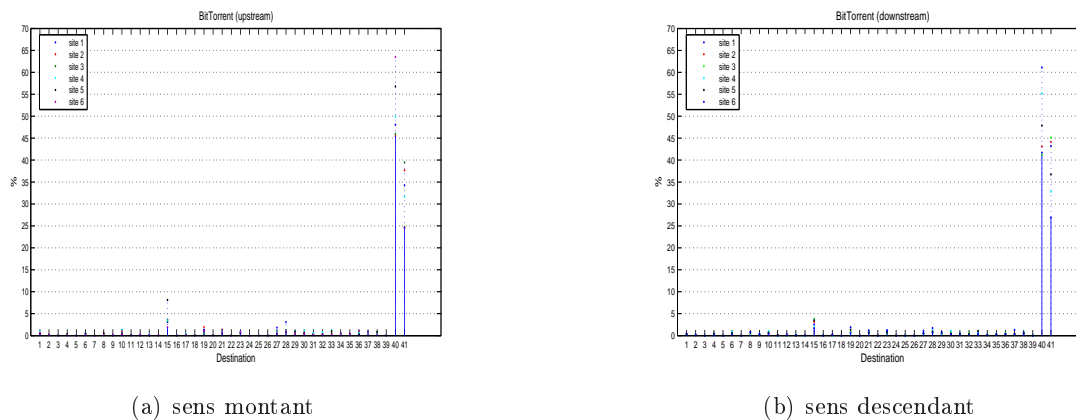 BitTorrent (upstream)
70
65
60
55
50
45
40
35
30
25
20
15
10
5
0
%
site 1
site 2
site 3
site 4
site 5
site 6
1 2 3 4 5 6 7 8 9 10 11 12 13 14 15 16 17 18 19 20 21 22 23 24 25 26 27 28 29 30 31 32 33 34 35 36 37 38 39 40 41
Destination
(a) sens montant
BitTorrent (downstream)
70
65
60
55
50
45
40
35
30
25
20
15
10
5
0
%
site 1
site 2
site 3
site 4
site 5
site 6
1 2 3 4 5 6 7 8 9 10 11 12 13 14 15 16 17 18 19 20 21 22 23 24 25 26 27 28 29 30 31 32 33 34 35 36 37 38 39 40 41
Destination
(b) sens descendant